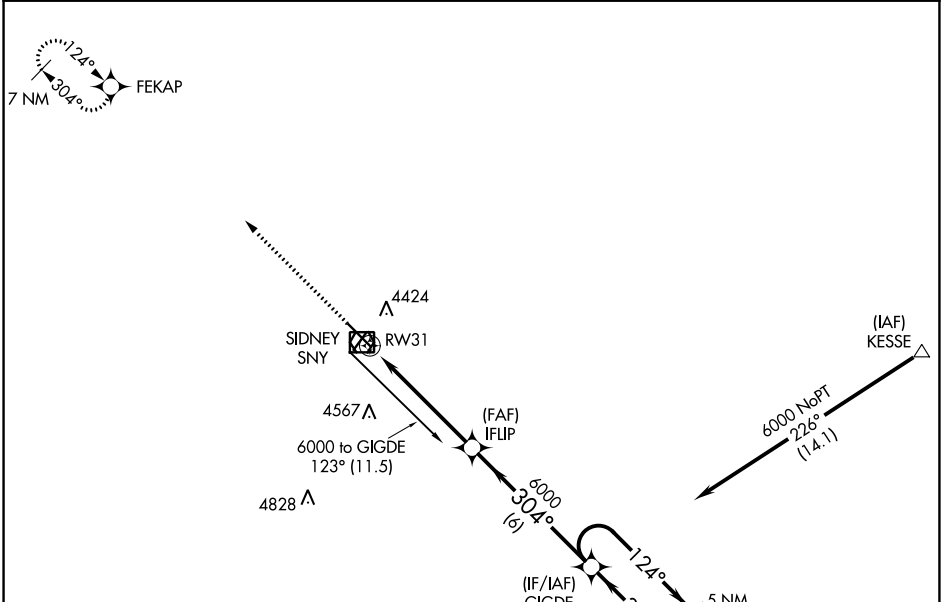 124°
304°
7 NM
FEKAP
4424
SIDNEY
SNY
RW31
(IAF)
KESSE
4567
(FAF)
IFLIP
6000 to GIGDE
123° (11.5)
6000 NoPT
226°
(14.1)
4828
6000
304°
(6)
124°
(IF/IAF)
GIGDE
5 NM